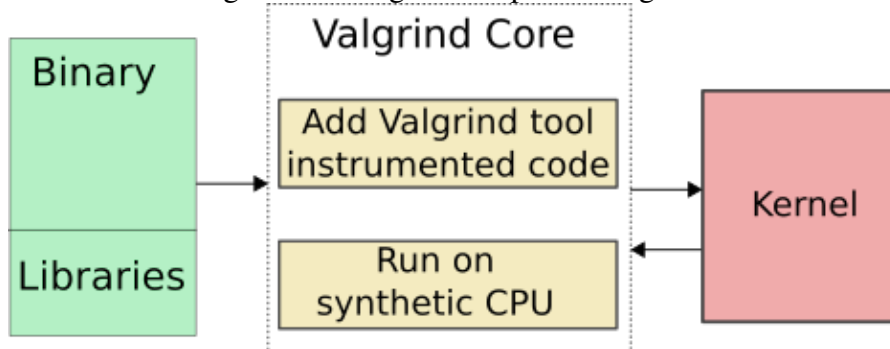 Valgrind Core
Binary
Libraries
Add Valgrind tool
instrumented code
Run on
synthetic CPU
Kernel